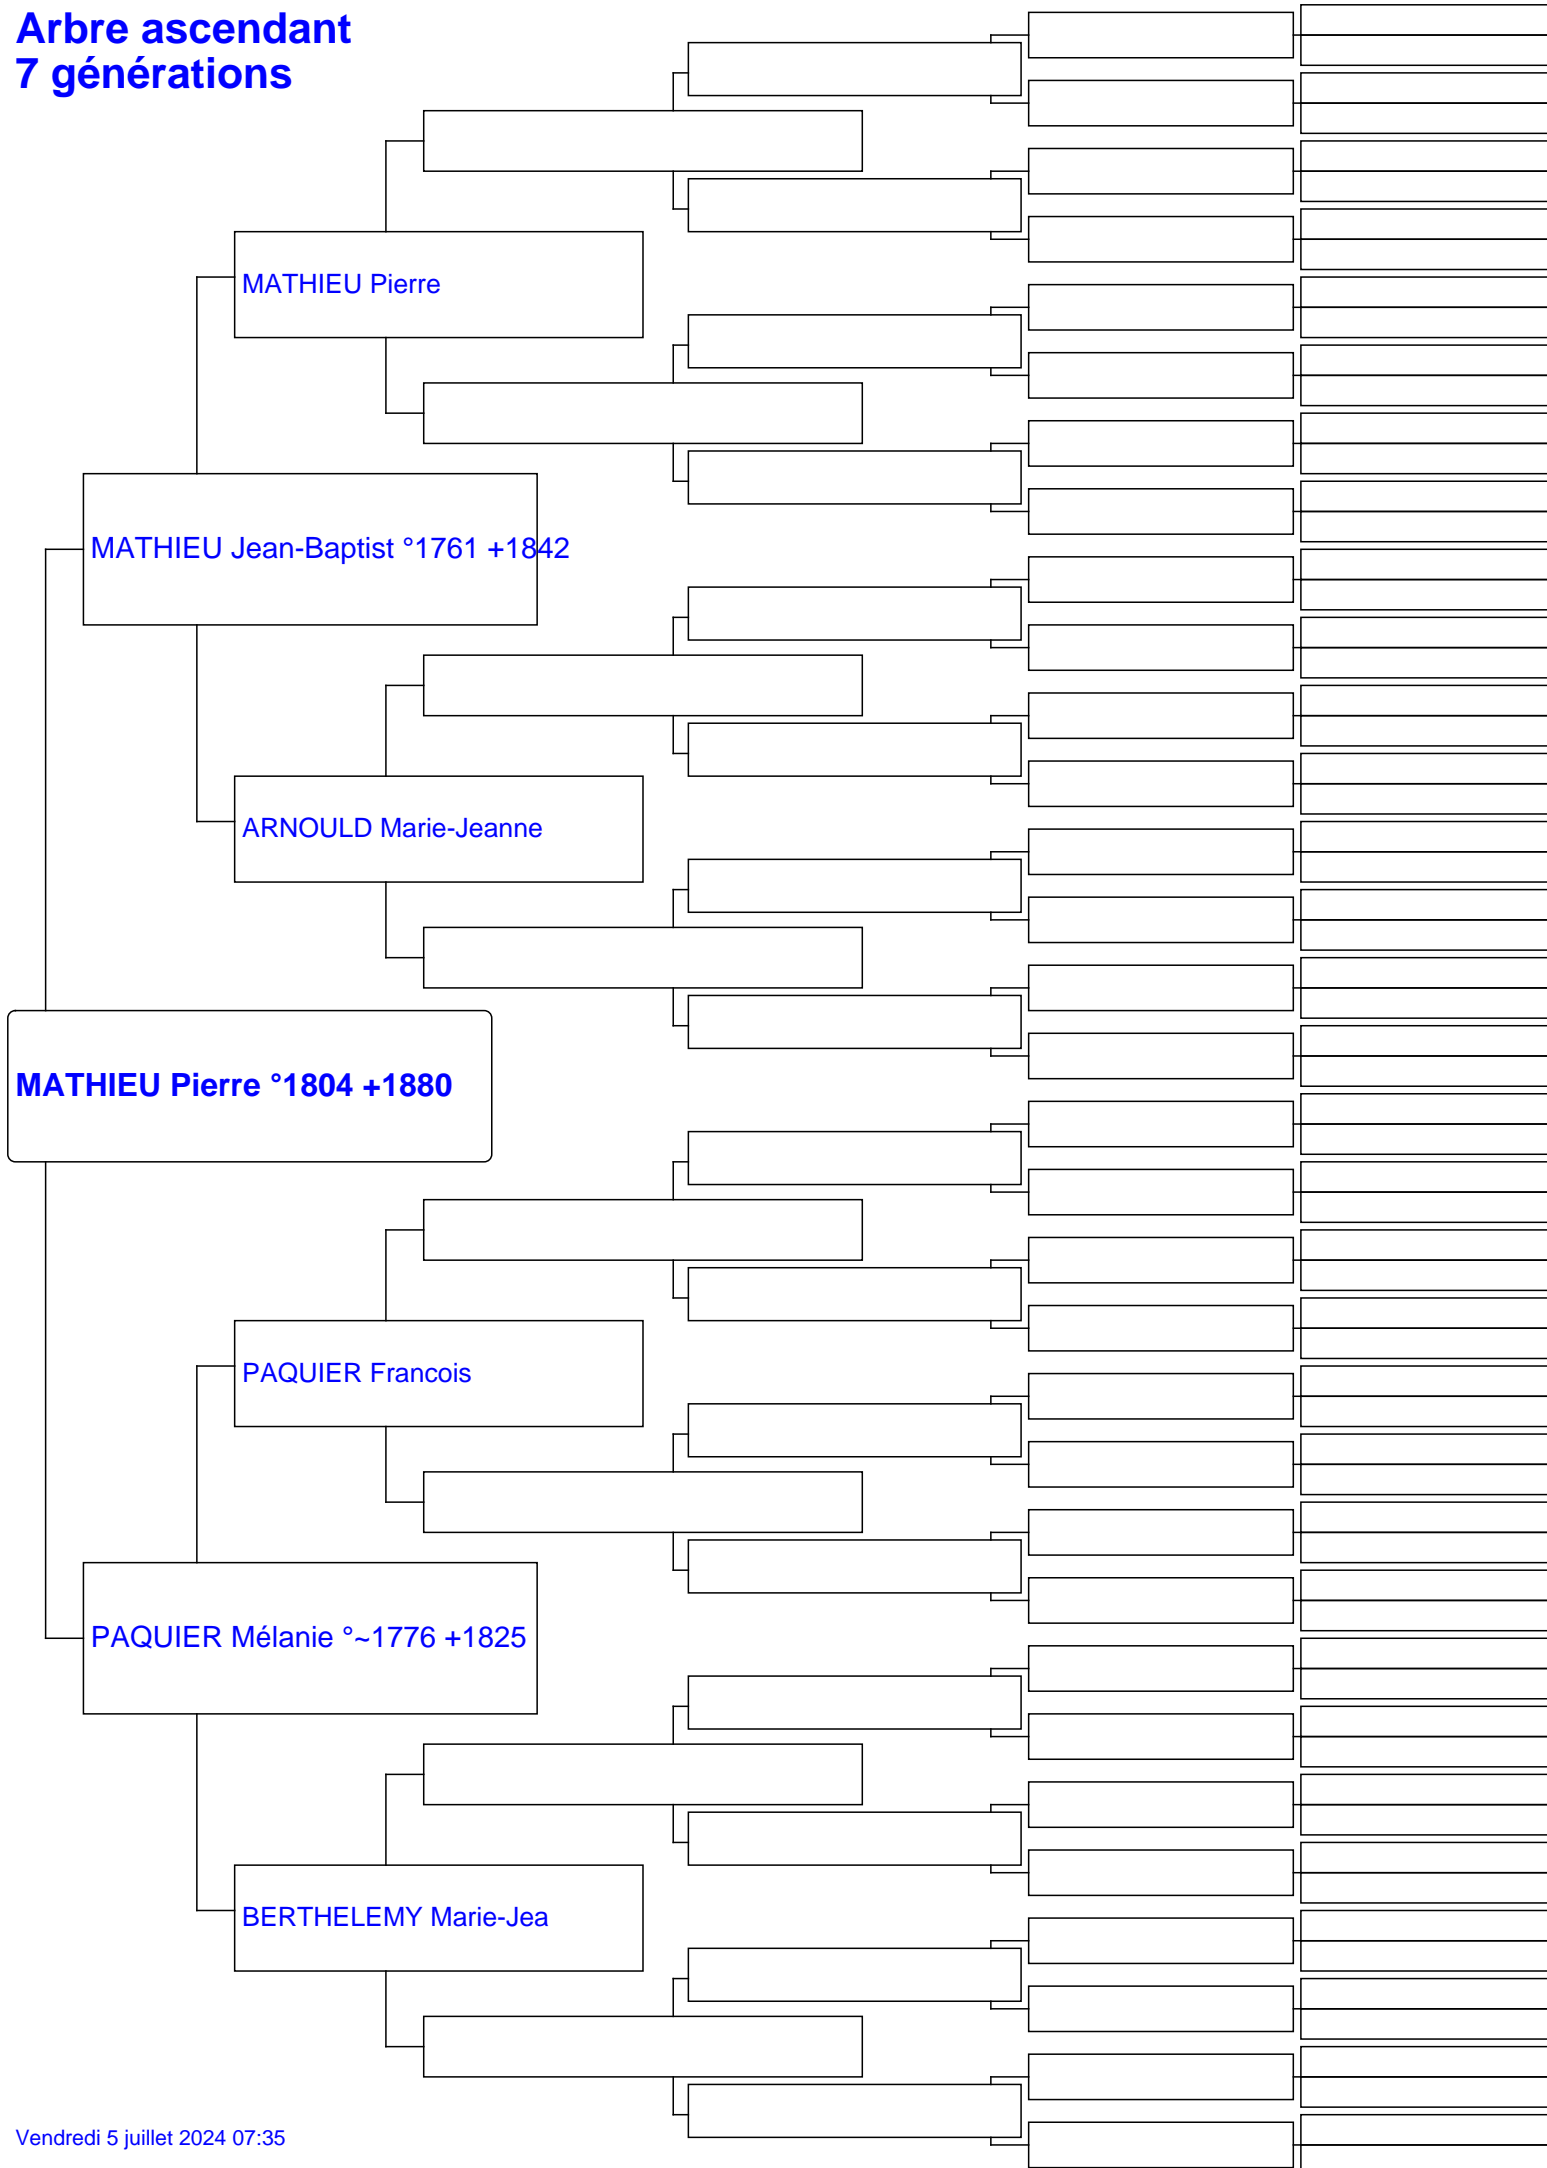 Arbre ascendant
7 générations
MATHIEU Pierre
MATHIEU Jean-Baptist °1761 +1842
ARNOULD Marie-Jeanne
MATHIEU Pierre °1804 +1880
PAQUIER Francois
PAQUIER Mélanie °~1776 +1825
BERTHELEMY Marie-Jea
Vendredi 5 juillet 2024 07:35